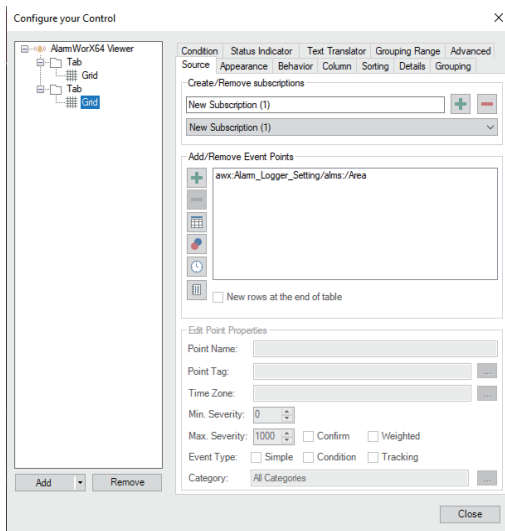 Configure your Control
AlarmWorX64 Viewer
Tab
Grid
Tab
Grid
Add
Remove
Condition Status Indicator Text Translator Grouping Range Advanced
Source Appearance Behavior Column Sorting Details Grouping
Create/Remove subscriptions
New Subscription (1)
New Subscription (1)
Add/Remove Event Points
awx:Alarm_Logger_Setting/alms:/Area
New rows at the end of table
Edit Point Properties
Point Name:
Point Tag: ...
Time Zone: ...
Min. Severity: 0
Max. Severity: 1000 Confirm Weighted
Event Type: Simple Condition Tracking
Category: All Categories ...
Close